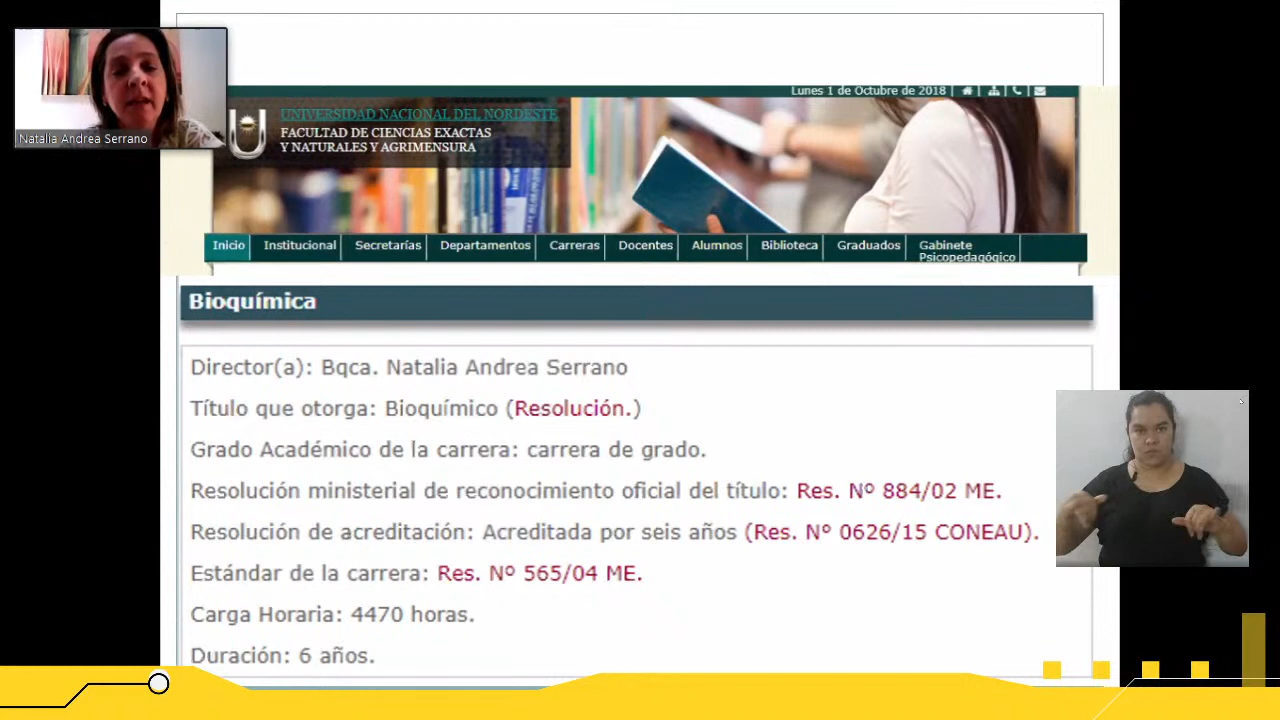 Natalia Andrea Serrano
Lunes 1 de Octubre de 2018
UNIVERSIDAD NACIONAL DEL NORDESTE
FACULTAD DE CIENCIAS EXACTAS
Y NATURALES Y AGRIMENSURA
Inicio Institucional Secretarías Departamentos Carreras Docentes Alumnos Biblioteca Graduados Gabinete
Psicopedagógico
Bioquímica
Director(a): Bqca. Natalia Andrea Serrano
Título que otorga: Bioquímico (Resolución.)
Grado Académico de la carrera: carrera de grado.
Resolución ministerial de reconocimiento oficial del título: Res. Nº 884/02 ME.
Resolución de acreditación: Acreditada por seis años (Res. Nº 0626/15 CONEAU).
Estándar de la carrera: Res. Nº 565/04 ME.
Carga Horaria: 4470 horas.
Duración: 6 años.